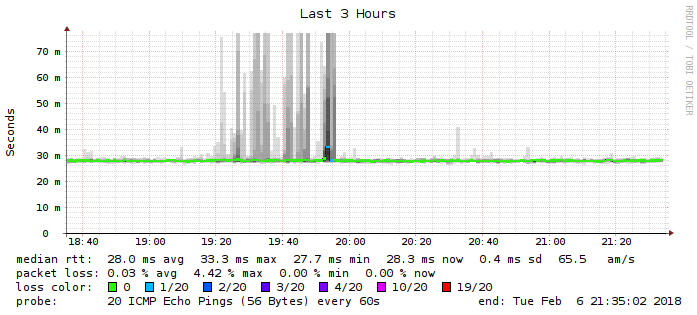 Last 3 Hours
RRDTOOL / TOBI OETIKER
Seconds
70 m
60 m
50 m
40 m
30 m
20 m
10 m
0
18:40 19:00 19:20 19:40 20:00 20:20 20:40 21:00 21:20
median rtt: 28.0 ms avg 33.3 ms max 27.7 ms min 28.3 ms now 0.4 ms sd 65.5 am/s
packet loss: 0.03 % avg 4.42 % max 0.00 % min 0.00 % now
loss color: 0 1/20 2/20 3/20 4/20 10/20 19/20
probe: 20 ICMP Echo Pings (56 Bytes) every 60s end: Tue Feb 6 21:35:02 2018